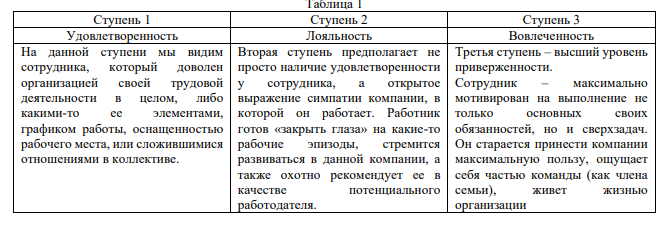 Таблица 1
Ступень 1
Ступень 2
Ступень 3
Удовлетворенность
Лояльность
Вовлеченность
На данной ступени мы видим
сотрудника, который доволен
организацией своей трудовой
деятельности в целом, либо
какими-то ее элементами,
графиком работы, оснащенностью
рабочего места, или сложившимися
отношениями в коллективе.
Вторая ступень предполагает не
просто наличие удовлетворенности
у сотрудника, а открытое
выражение симпатии компании, в
которой он работает. Работник
готов «закрыть глаза» на какие-то
рабочие эпизоды, стремится
развиваться в данной компании, а
также охотно рекомендует ее в
качестве потенциального
работодателя.
Третья ступень – высший уровень
приверженности.
Сотрудник – максимально
мотивирован на выполнение не
только основных своих
обязанностей, но и сверхзадач.
Он старается принести компании
максимальную пользу, ощущает
себя частью команды (как члена
семьи), живет жизнью
организации